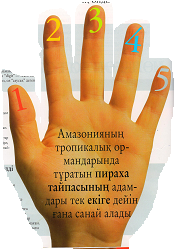 1 2 3 4 5
Амазонияның
тропикалық ор-
мандарында
тұратын пираха
тайпасының адам-
дары тек екіге дейін
ғана санай алады